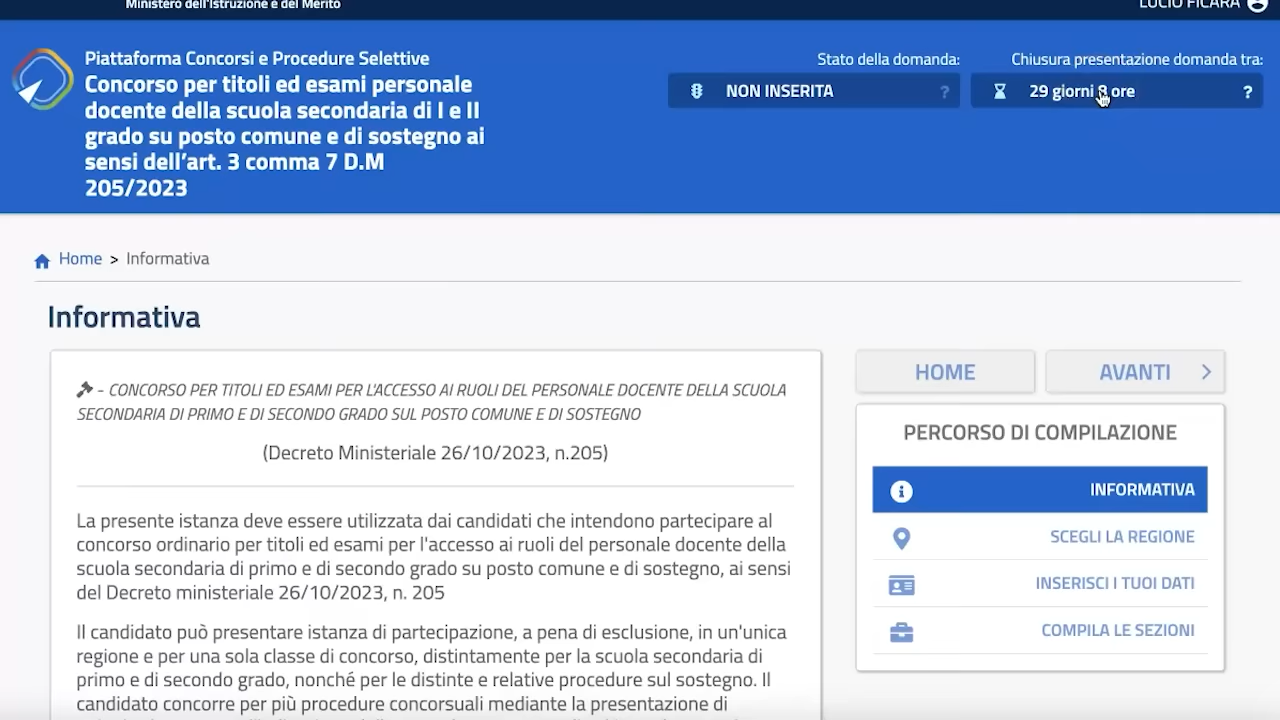 Ministero dell'Istruzione e del Merito
LUCIO FICARA
Piattaforma Concorsi e Procedure Selettive
Concorso per titoli ed esami personale
docente della scuola secondaria di I e II
grado su posto comune e di sostegno ai
sensi dell'art. 3 comma 7 D.M
205/2023
Stato della domanda:
NON INSERITA ?
Chiusura presentazione domanda tra:
29 giorni ore ?
Home > Informativa
Informativa
- CONCORSO PER TITOLI ED ESAMI PER L'ACCESSO AI RUOLI DEL PERSONALE DOCENTE DELLA SCUOLA
SECONDARIA DI PRIMO E DI SECONDO GRADO SUL POSTO COMUNE E DI SOSTEGNO
(Decreto Ministeriale 26/10/2023, n.205)
La presente istanza deve essere utilizzata dai candidati che intendono partecipare al
concorso ordinario per titoli ed esami per l'accesso ai ruoli del personale docente della
scuola secondaria di primo e di secondo grado su posto comune e di sostegno, ai sensi
del Decreto ministeriale 26/10/2023, n. 205
Il candidato può presentare istanza di partecipazione, a pena di esclusione, in un'unica
regione e per una sola classe di concorso, distintamente per la scuola secondaria di
primo e di secondo grado, nonché per le distinte e relative procedure sul sostegno. Il
candidato concorre per più procedure concorsuali mediante la presentazione di
HOME
AVANTI >
PERCORSO DI COMPILAZIONE
INFORMATIVA
SCEGLI LA REGIONE
INSERISCI I TUOI DATI
COMPILA LE SEZIONI